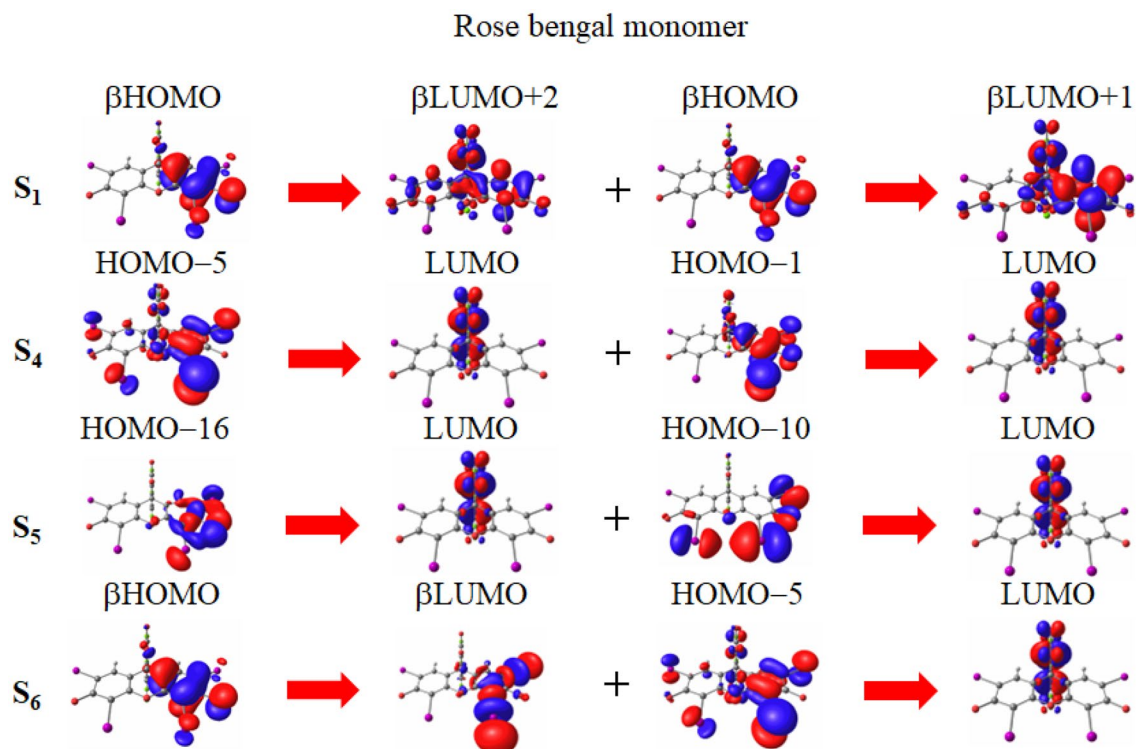 Rose bengal monomer
βHOMO βLUMO+2 βHOMO βLUMO+1
S1 + 
HOMO−5 LUMO HOMO−1 LUMO
S4 +
HOMO−16 LUMO HOMO−10 LUMO
S5 +
βHOMO βLUMO HOMO−5 LUMO
S6 +